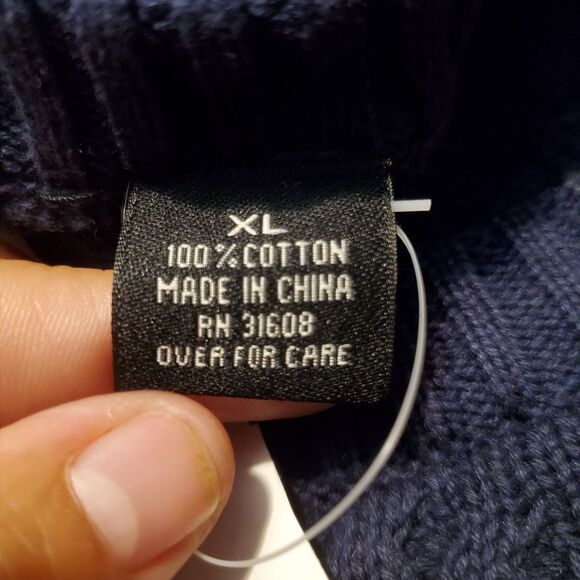 XL
100% COTTON
MADE IN CHINA
RN 31608
OVER FOR CARE